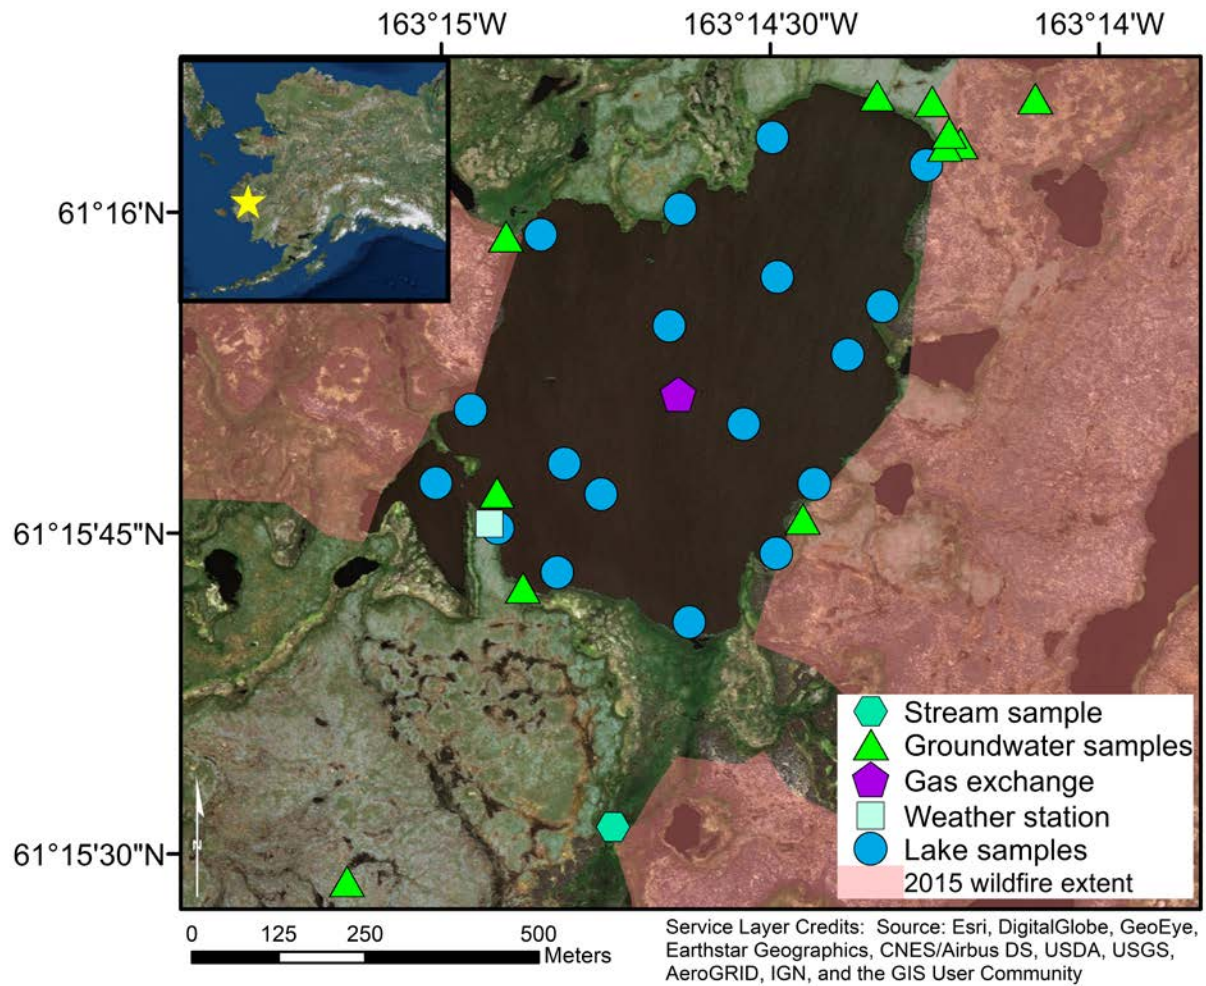 163°15'W 163°14'30"W 163°14'W
61°16'N
61°15'45"N
61°15'30"N
N
Stream sample
Groundwater samples
Gas exchange
Weather station
Lake samples
2015 wildfire extent
0 125 250 500
Meters
Service Layer Credits: Source: Esri, DigitalGlobe, GeoEye,
Earthstar Geographics, CNES/Airbus DS, USDA, USGS,
AeroGRID, IGN, and the GIS User Community